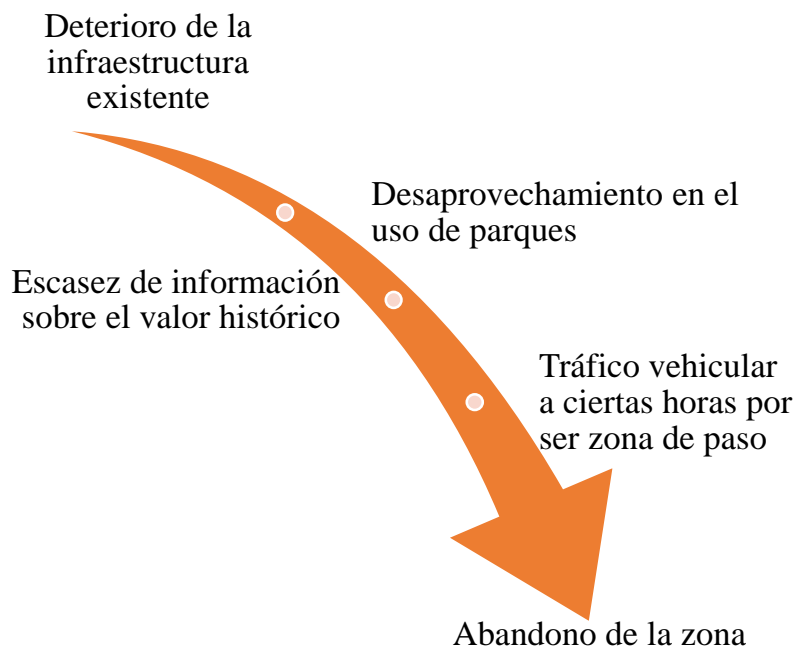 Deterioro de la
infraestructura
existente
Desaprovechamiento en el
uso de parques
Escasez de información
sobre el valor histórico
Tráfico vehicular
a ciertas horas por
ser zona de paso
Abandono de la zona